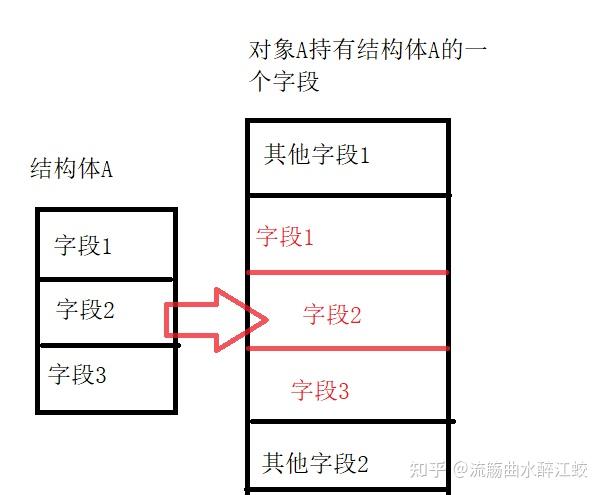 对象A持有结构体A的一
个字段
结构体A
字段1
字段2
字段3
其他字段1
字段1
字段2
字段3
其他字段2
知乎 @流觞曲水醉江蛟